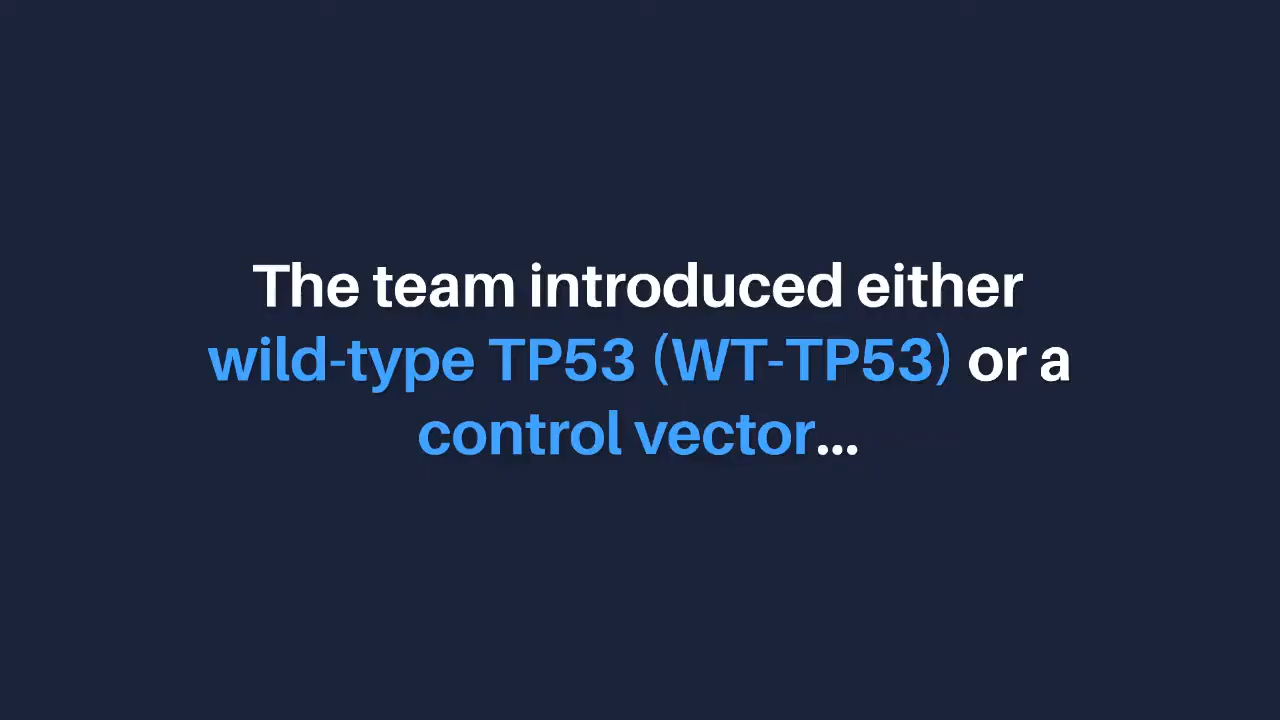 The team introduced either
wild-type TP53 (WT-TP53) or a
control vector...